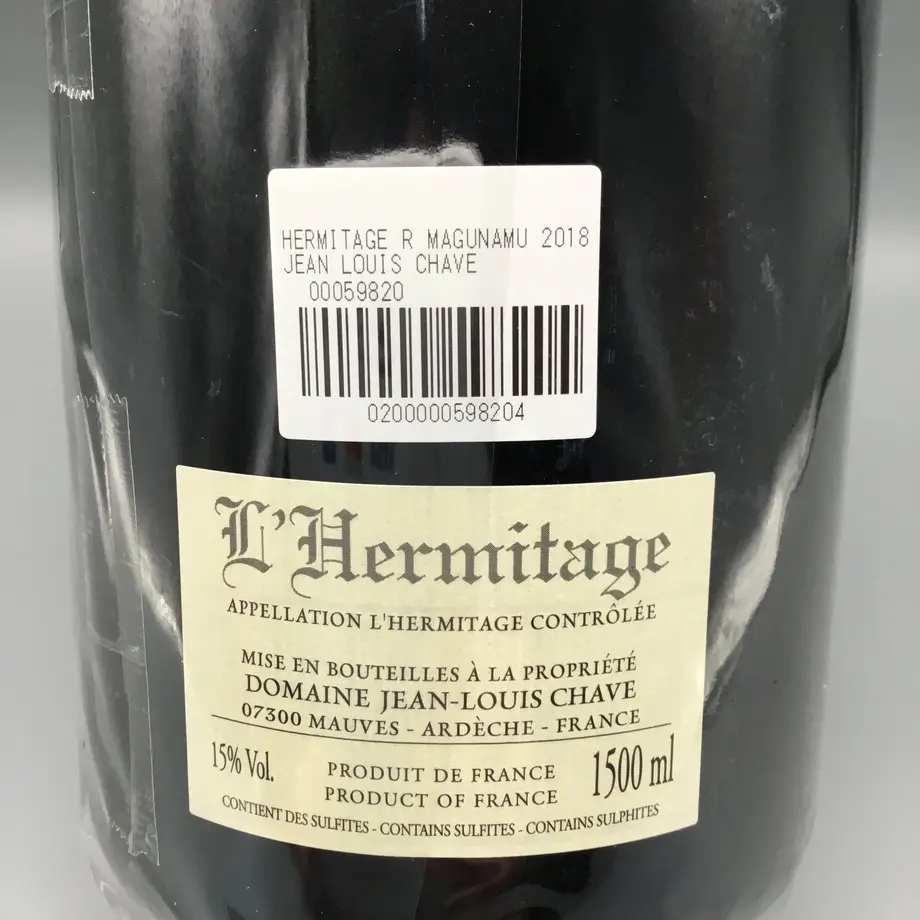 HERMITAGE R MAGUNAMU 2018
JEAN LOUIS CHAVE
00059820
0200000598204
L'Hermitage
APPELLATION L'HERMITAGE CONTRÔLÉE
MISE EN BOUTEILLES À LA PROPRIÉTÉ
DOMAINE JEAN-LOUIS CHAVE
07300 MAUVES - ARDÈCHE - FRANCE
15% Vol.
PRODUIT DE FRANCE
PRODUCT OF FRANCE
1500 ml
CONTIENT DES SULFITES - CONTAINS SULFITES - CONTAINS SULPHITES